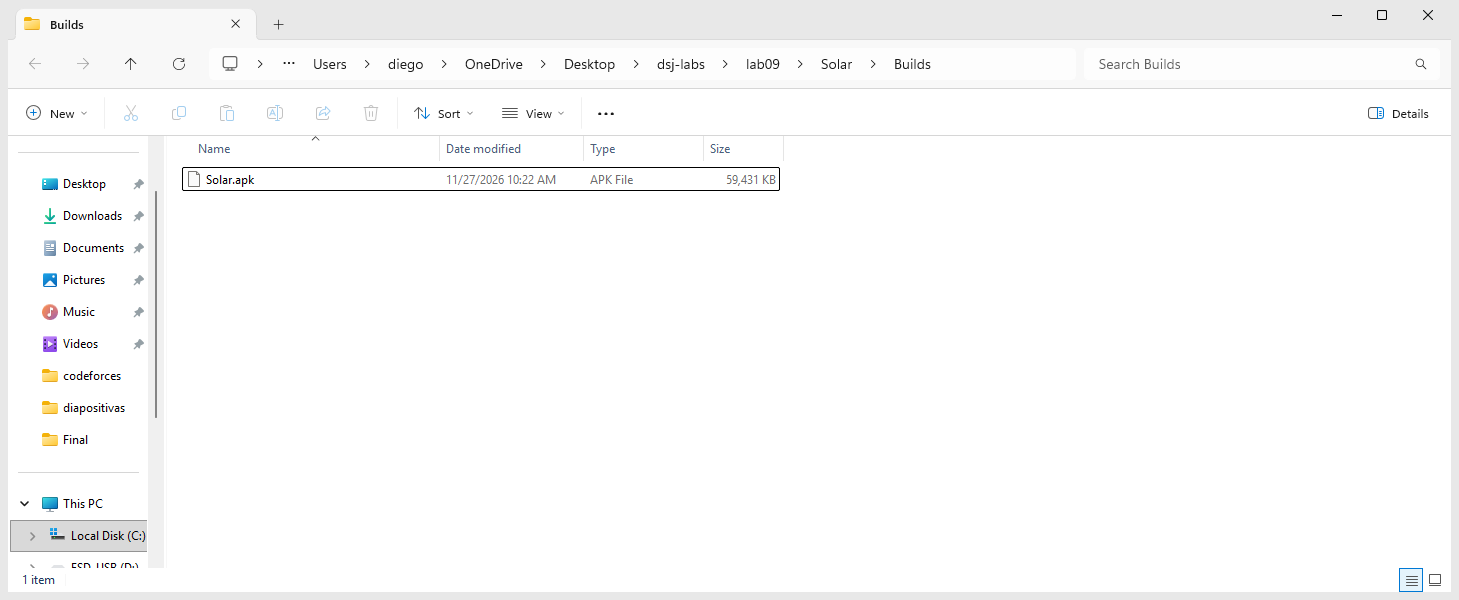 Builds
Users diego OneDrive Desktop dsj-labs lab09 Solar Builds
Search Builds
New Sort View Details
Name Date modified Type Size
Solar.apk 11/27/2026 10:22 AM APK File 59,431 KB
Desktop
Downloads
Documents
Pictures
Music
Videos
codeforces
diapositivas
Final
This PC
Local Disk (C:)
ESD-USB (D:)
1 item